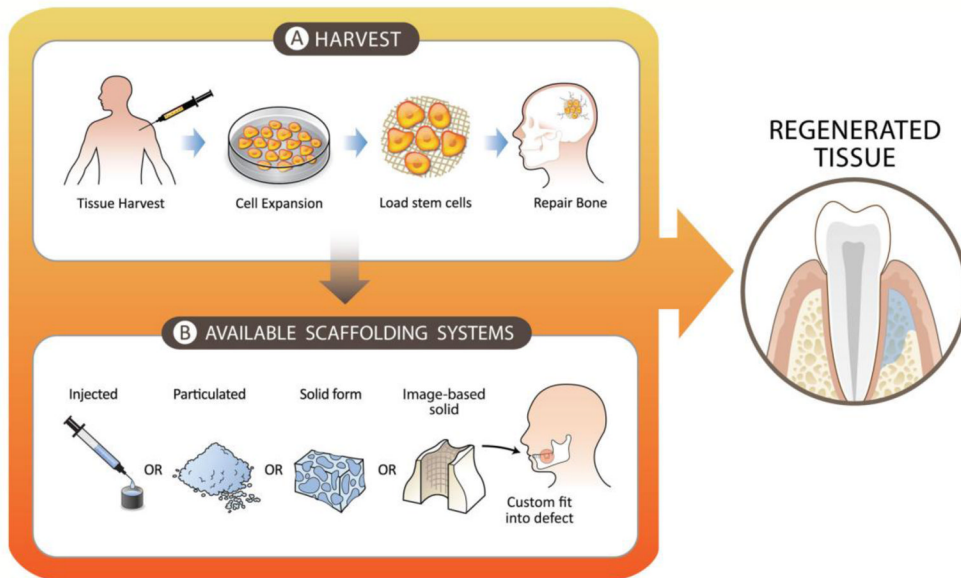 A HARVEST
Tissue Harvest
Cell Expansion
Load stem cells
Repair Bone
B AVAILABLE SCAFFOLDING SYSTEMS
Injected
Particulated
Solid form
Image-based
solid
OR
OR
OR
Custom fit
into defect
REGENERATED
TISSUE